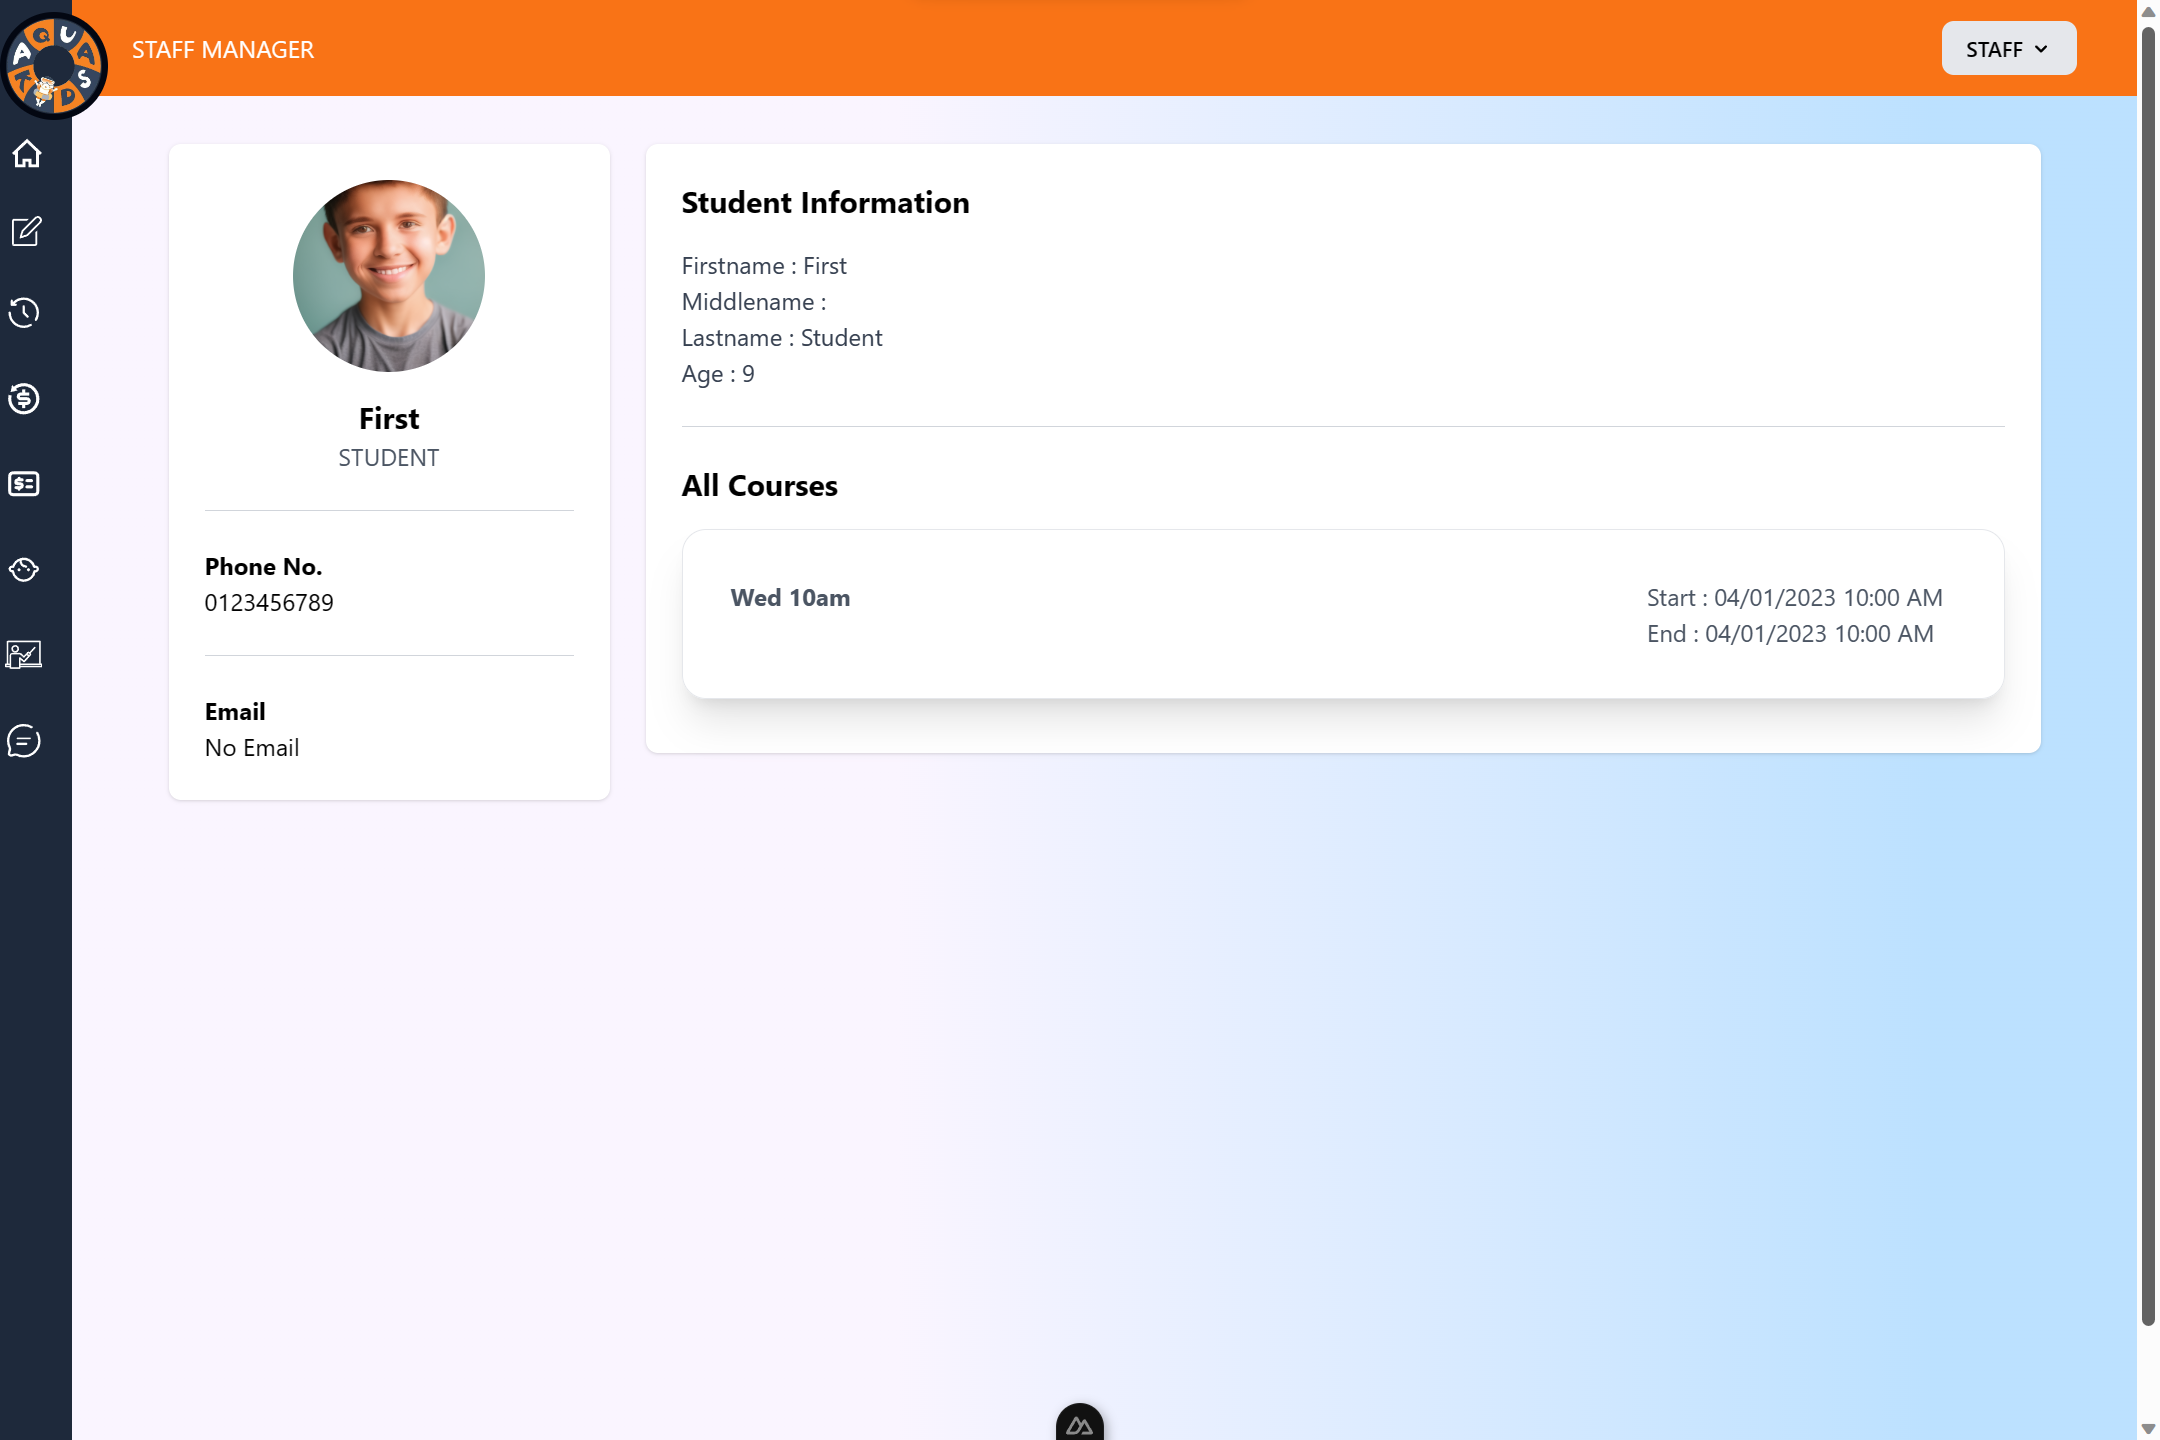 AQUA
KIDS
STAFF MANAGER
STAFF
First
STUDENT
Phone No.
0123456789
Email
No Email
Student Information
Firstname : First
Middlename :
Lastname : Student
Age : 9
All Courses
Wed 10am
Start : 04/01/2023 10:00 AM
End : 04/01/2023 10:00 AM